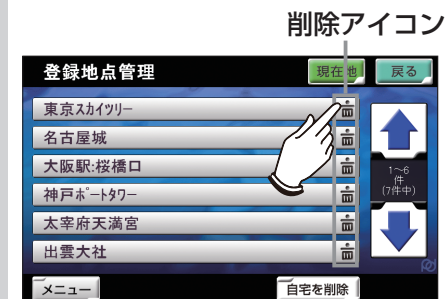 削除アイコン
登録地点管理
現在地
戻る
東京スカイツリー
名古屋城
大阪駅:桜橋口
神戸ポートタワー
太宰府天満宮
出雲大社
1~6
件
(7件中)
メニュー
自宅を削除